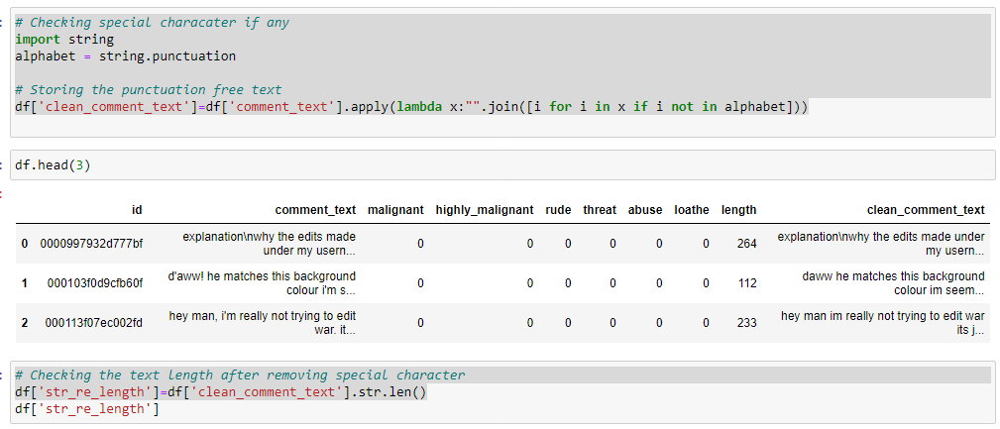 # Checking special characater if any
import string
alphabet = string.punctuation
# Storing the punctuation free text
df['clean_comment_text']=df['comment_text'].apply(lambda x:"".join([i for i in x if i not in alphabet]))
df.head(3)
id comment_text malignant highly_malignant rude threat abuse loathe length clean_comment_text
0 0000997932d777bf explanation\nwhy the edits made under my usern... 0 0 0 0 0 0 264 explanation\nwhy the edits made under my usern...
1 000103f0d9cfb60f d'aww! he matches this background colour i'm s... 0 0 0 0 0 0 112 daww he matches this background colour im seem...
2 000113f07ec002fd hey man, i'm really not trying to edit war. it... 0 0 0 0 0 0 233 hey man im really not trying to edit war its j...
# Checking the text Length after removing special character
df['str_re_length']=df['clean_comment_text'].str.len()
df['str_re_length']